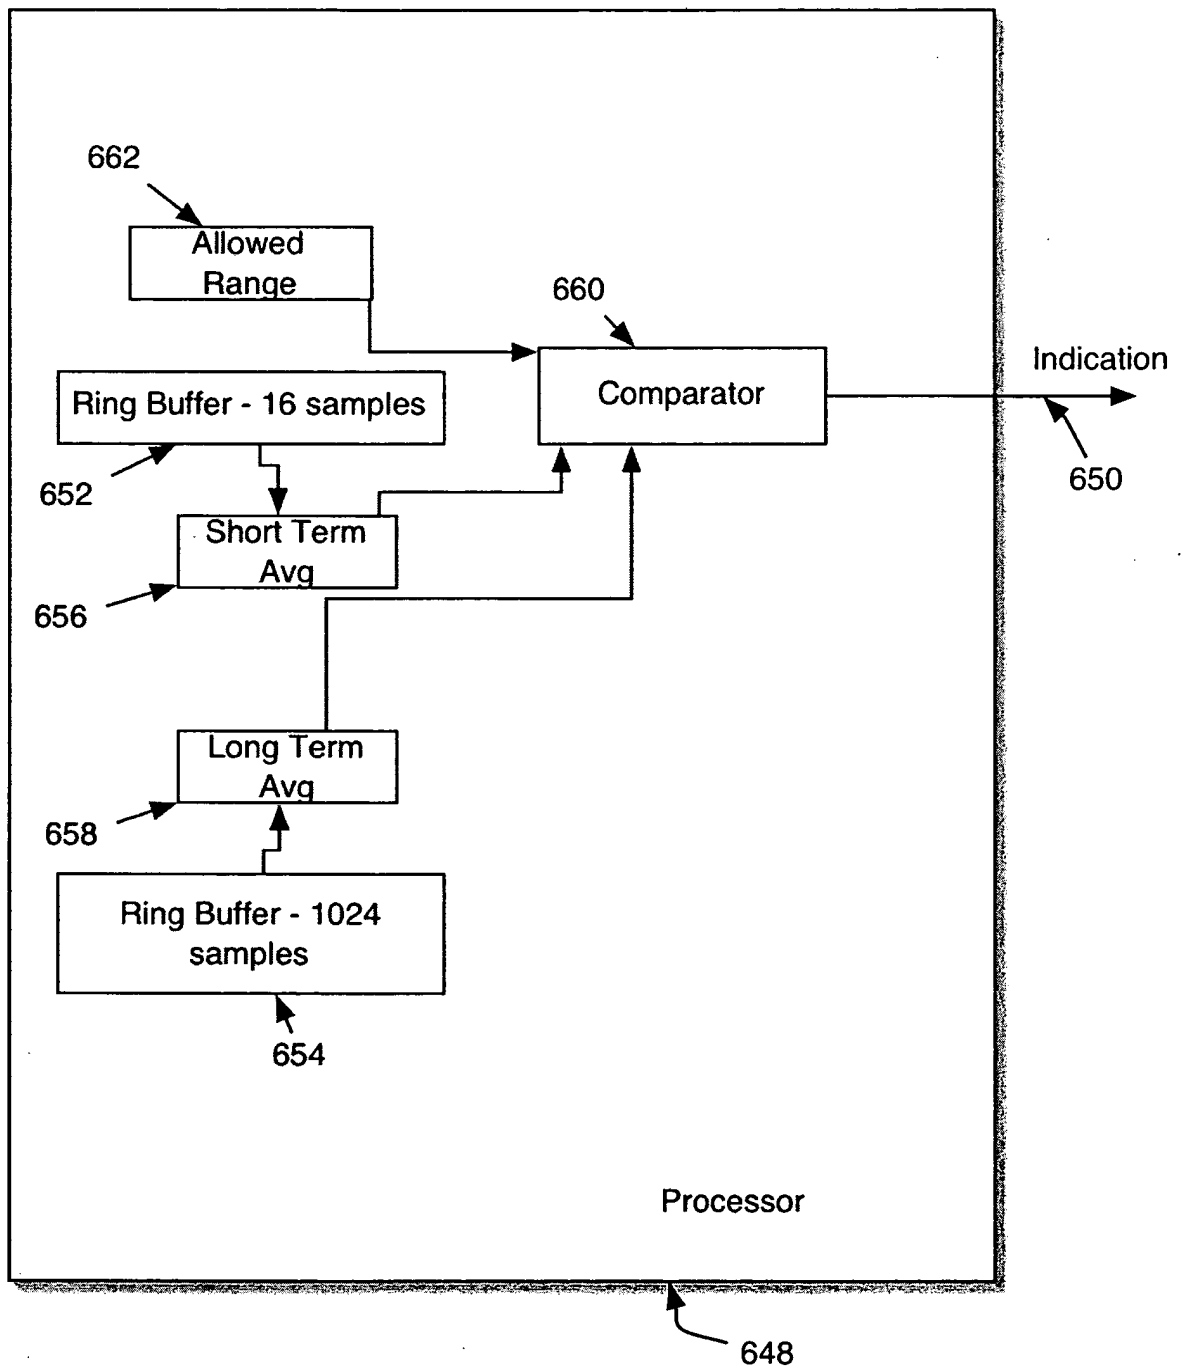 662
Allowed
Range
660
Indication
Comparator
Ring Buffer - 16 samples
650
652
Short Term
Avg
656
Long Term
Avg
658
Ring Buffer - 1024
samples
654
Processor
648